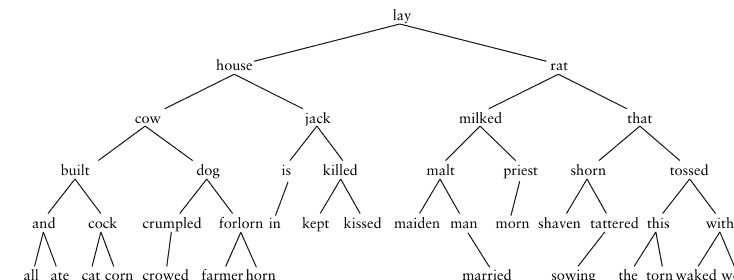 lay
house rat
cow jack milked that
built dog is killed malt priest shorn tossed
and cock crumpled forlorn in kept kissed maiden man morn shaven tattered this with
all ate cat corn crowed farmer horn married sowing the torn waked